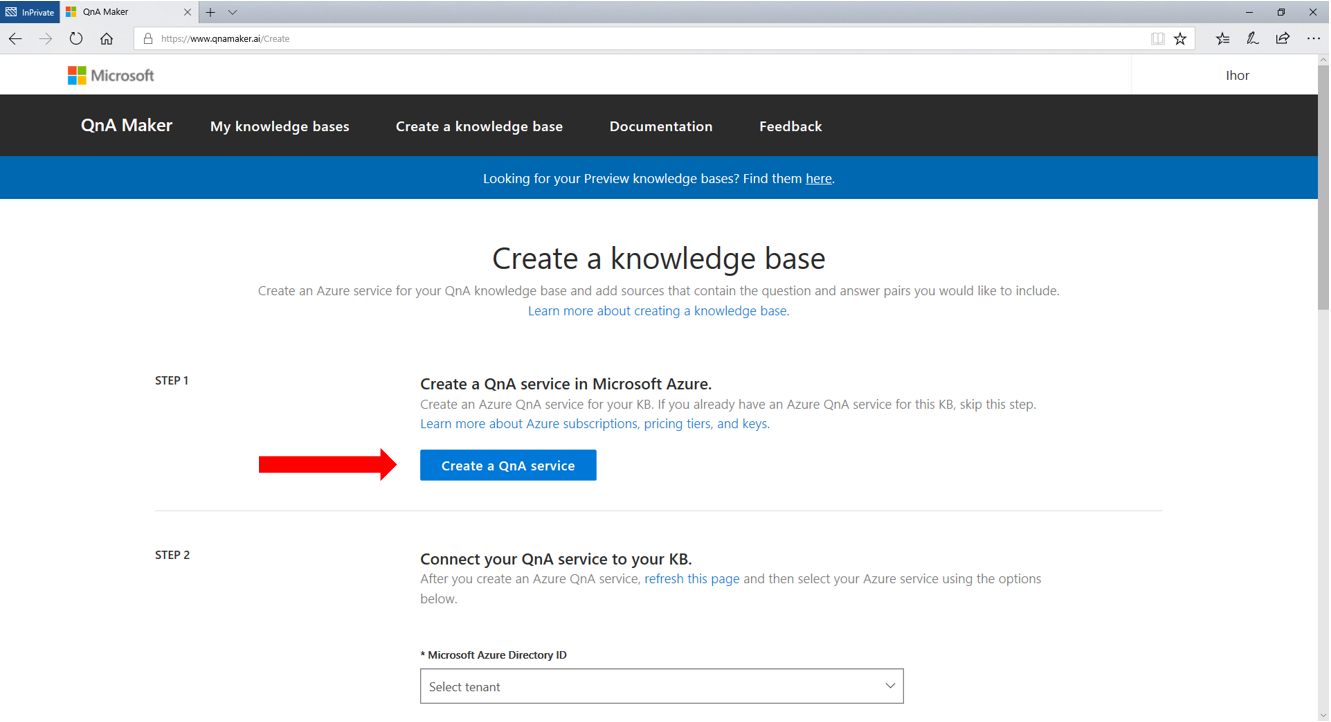 InPrivate
QnA Maker
https://www.qnamaker.ai/Create
Microsoft
Ihor
QnA Maker
My knowledge bases
Create a knowledge base
Documentation
Feedback
Looking for your Preview knowledge bases? Find them here.
Create a knowledge base
Create an Azure service for your QnA knowledge base and add sources that contain the question and answer pairs you would like to include.
Learn more about creating a knowledge base.
STEP 1
Create a QnA service in Microsoft Azure.
Create an Azure QnA service for your KB. If you already have an Azure QnA service for this KB, skip this step.
Learn more about Azure subscriptions, pricing tiers, and keys.
Create a QnA service
STEP 2
Connect your QnA service to your KB.
After you create an Azure QnA service, refresh this page and then select your Azure service using the options
below.
* Microsoft Azure Directory ID
Select tenant